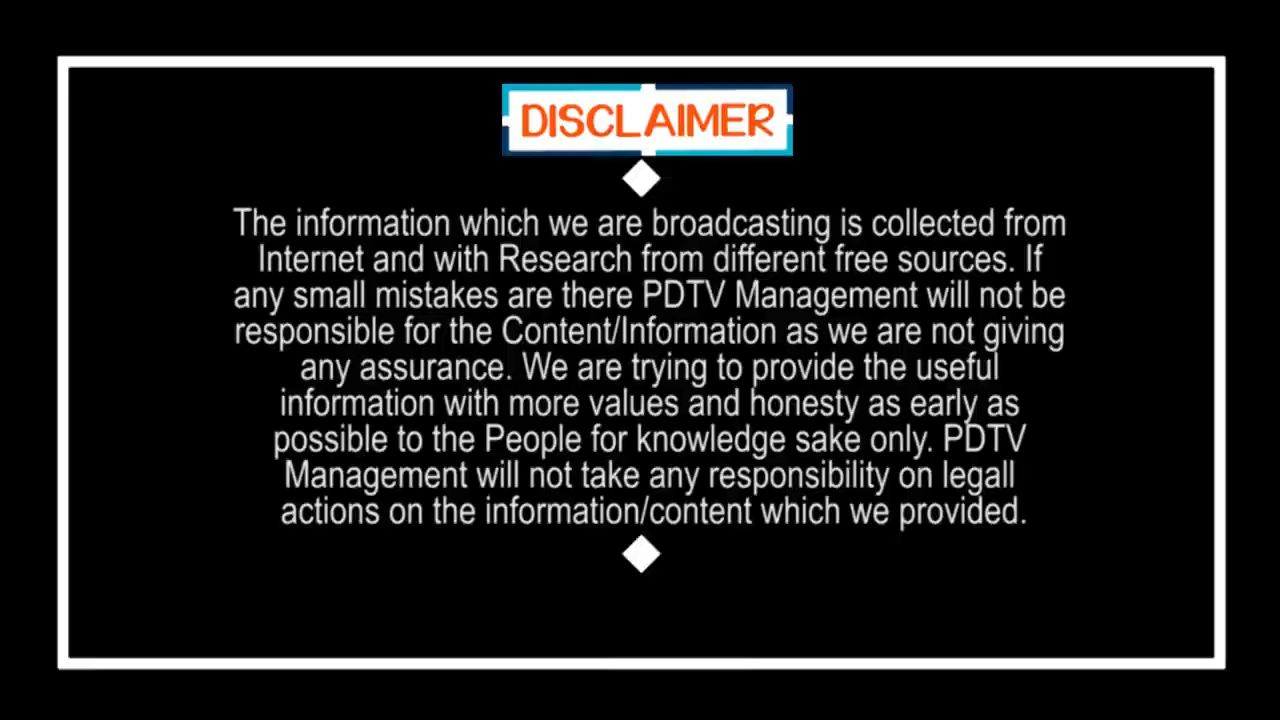 DISCLAIMER
The information which we are broadcasting is collected from
Internet and with Research from different free sources. If
any small mistakes are there PDTV Management will not be
responsible for the Content/Information as we are not giving
any assurance. We are trying to provide the useful
information with more values and honesty as early as
possible to the People for knowledge sake only. PDTV
Management will not take any responsibility on legall
actions on the information/content which we provided.